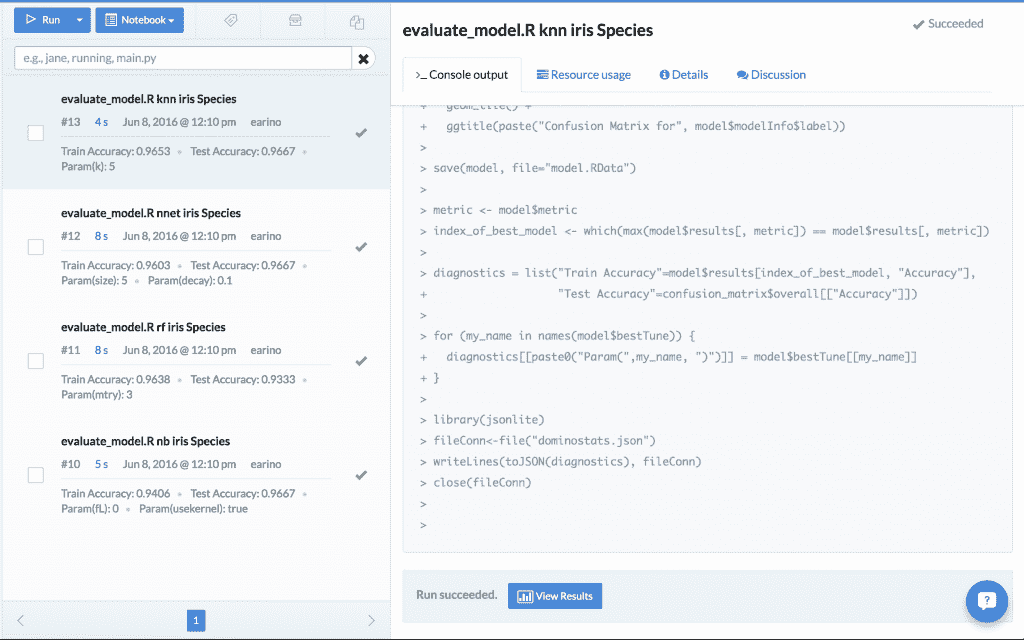 Run
Notebook
e.g., jane, running, main.py
evaluate_model.R knn iris Species
#13 4 s Jun 8, 2016 @ 12:10 pm earino
Train Accuracy: 0.9653 • Test Accuracy: 0.9667 •
Param(k): 5
evaluate_model.R nnet iris Species
#12 8 s Jun 8, 2016 @ 12:10 pm earino
Train Accuracy: 0.9603 • Test Accuracy: 0.9667 •
Param(size): 5 • Param(decay): 0.1
evaluate_model.R rf iris Species
#11 8 s Jun 8, 2016 @ 12:10 pm earino
Train Accuracy: 0.9638 • Test Accuracy: 0.9333 •
Param(mtry): 3
evaluate_model.R nb iris Species
#10 5 s Jun 8, 2016 @ 12:10 pm earino
Train Accuracy: 0.9406 • Test Accuracy: 0.9667 •
Param(fL): 0 • Param(usekernel): true
1
evaluate_model.R knn iris Species
Succeeded
>_ Console output Resource usage Details Discussion
+ geom_tile() +
+ ggtitle(paste("Confusion Matrix for", model$modelInfo$label))
>
> save(model, file="model.RData")
>
> metric <- model$metric
> index_of_best_model <- which(max(model$results[, metric]) == model$results[, metric])
>
> diagnostics = list("Train Accuracy"=model$results[index_of_best_model, "Accuracy"],
+ "Test Accuracy"=confusion_matrix$overall[["Accuracy"]])
>
> for (my_name in names(model$bestTune)) {
+ diagnostics[[paste0("Param(",my_name, ")")]] = model$bestTune[[my_name]]
+ }
>
> library(jsonlite)
> fileConn<-file("dominostats.json")
> writeLines(toJSON(diagnostics), fileConn)
> close(fileConn)
>
>
Run succeeded. View Results